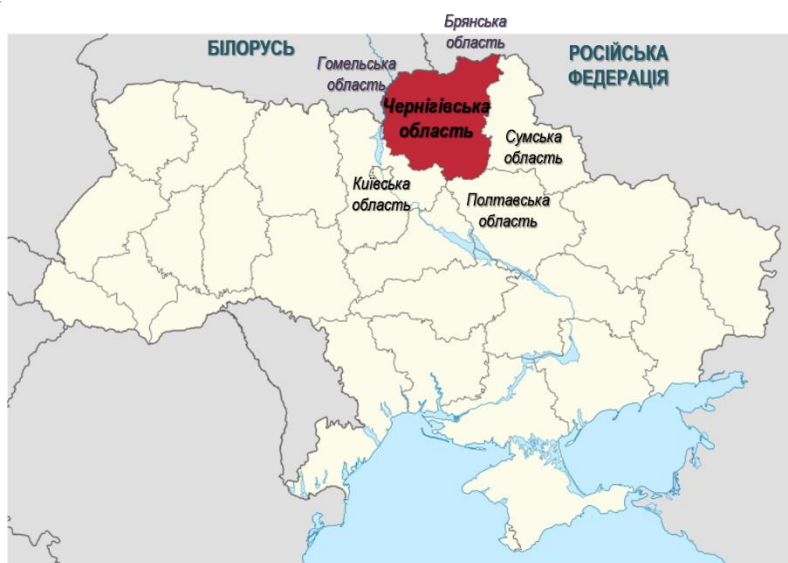 Брянська
область
БІЛОРУСЬ
РОСІЙСЬКА
ФЕДЕРАЦІЯ
Гомельська
область
Чернігівська
область
Сумська
область
Київська
область
Полтавська
область